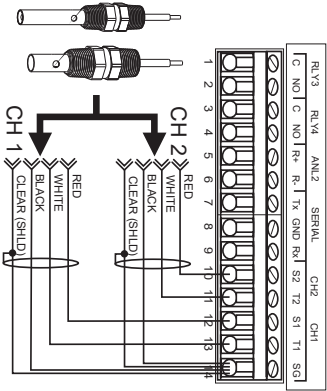 RLY3
RLY4
ANL2
SERIAL
CH2
CH1
C
NO
C
NO
R+
R-
Tx
GND
Rx
S2
T2
S1
T1
SG
1
2
3
4
5
6
7
8
9
10
11
12
13
14
CH 2
RED
WHITE
BLACK
CLEAR (SHLD)
CH 1
RED
WHITE
BLACK
CLEAR (SHLD)